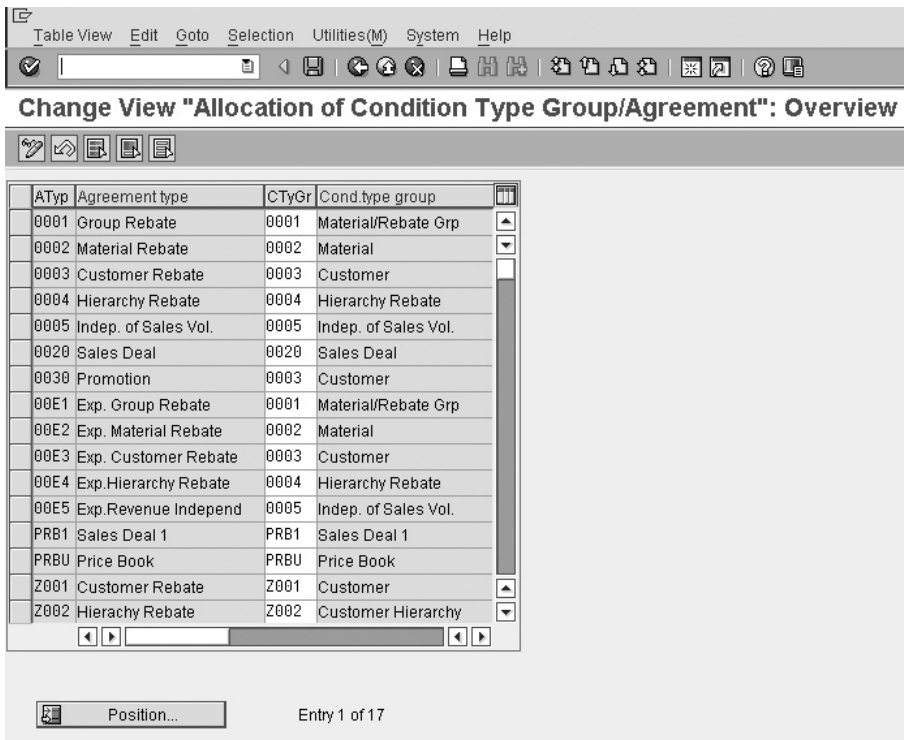 Table View Edit Goto Selection Utilities(M) System Help
Change View "Allocation of Condition Type Group/Agreement": Overview
ATyp Agreement type CTyGr Cond.type group
0001 Group Rebate 0001 Material/Rebate Grp
0002 Material Rebate 0002 Material
0003 Customer Rebate 0003 Customer
0004 Hierarchy Rebate 0004 Hierarchy Rebate
0005 Indep. of Sales Vol. 0005 Indep. of Sales Vol.
0020 Sales Deal 0020 Sales Deal
0030 Promotion 0003 Customer
00E1 Exp. Group Rebate 0001 Material/Rebate Grp
00E2 Exp. Material Rebate 0002 Material
00E3 Exp. Customer Rebate 0003 Customer
00E4 Exp.Hierarchy Rebate 0004 Hierarchy Rebate
00E5 Exp.Revenue Independ 0005 Indep. of Sales Vol.
PRB1 Sales Deal 1 PRB1 Sales Deal 1
PRBU Price Book PRBU Price Book
Z001 Customer Rebate Z001 Customer
Z002 Hierachy Rebate Z002 Customer Hierarchy
Position... Entry 1 of 17